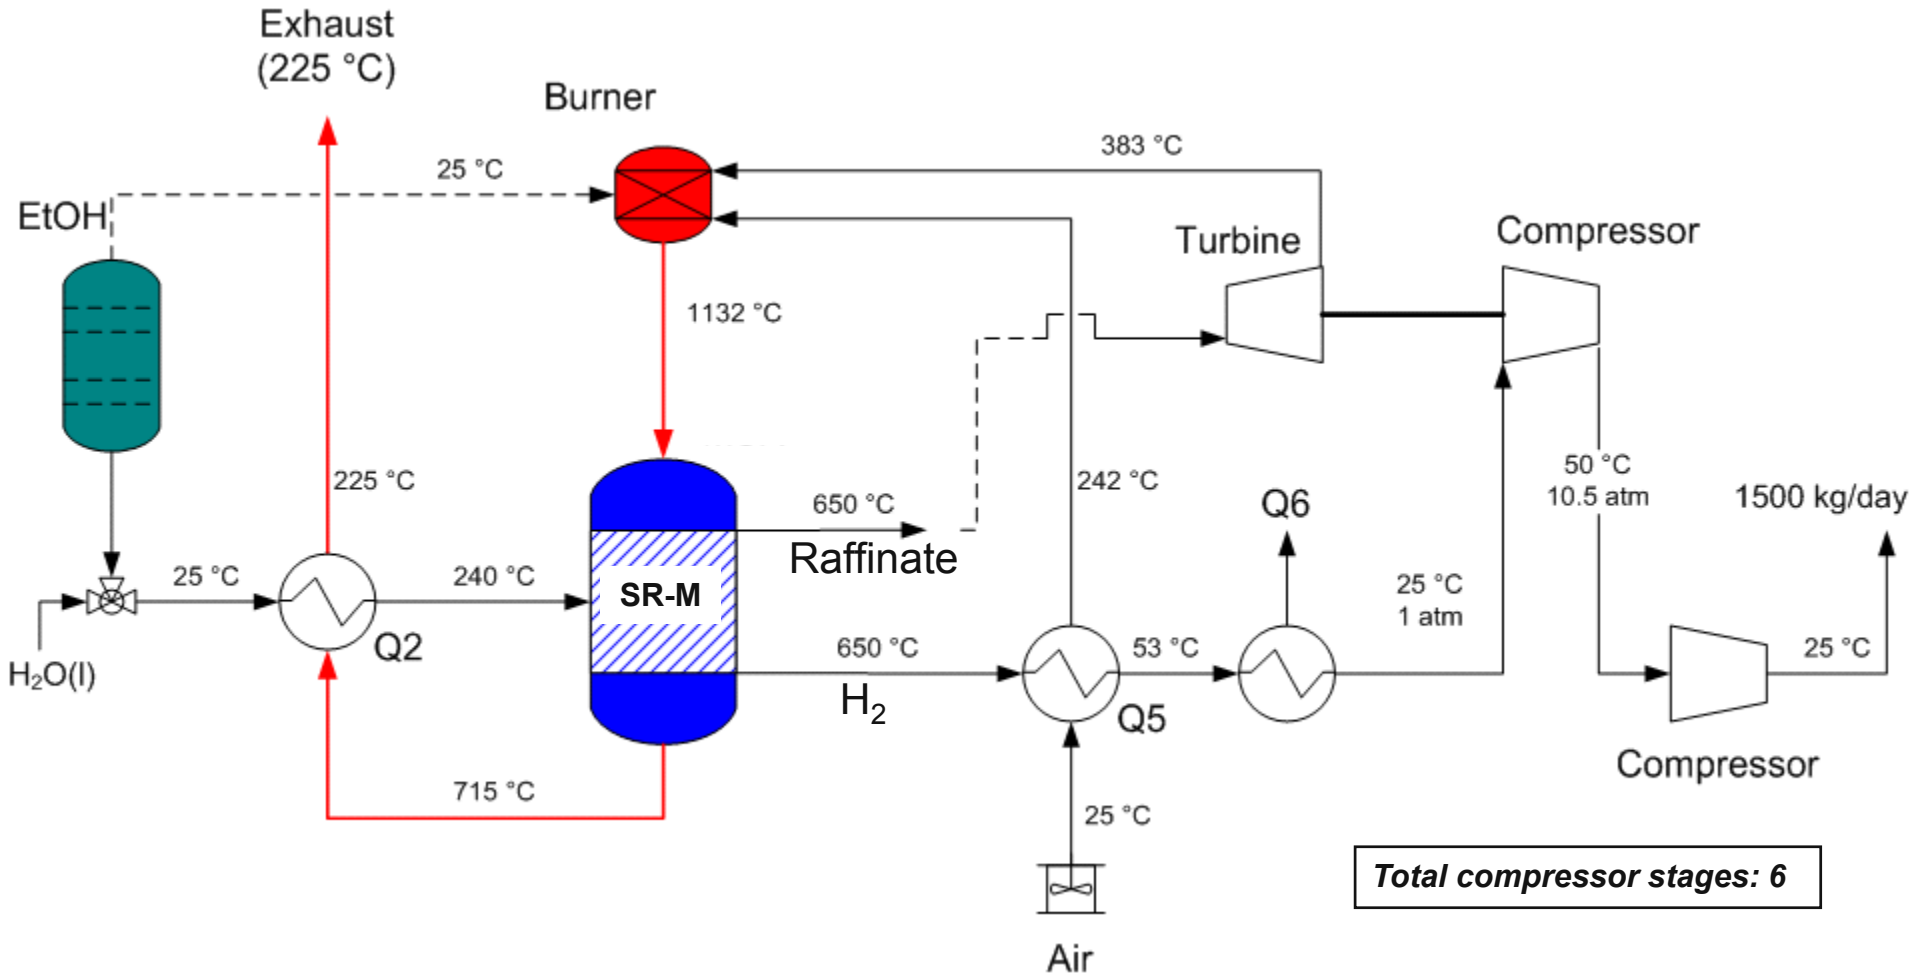 Exhaust
(225 °C)
Burner
25 °C
383 °C
EtOH
Turbine
Compressor
1132 °C
225 °C
650 °C
Raffinate
242 °C
Q6
50 °C
10.5 atm
1500 kg/day
25 °C
240 °C
SR-M
25 °C
1 atm
H₂O(l)
Q2
650 °C
H₂
53 °C
Q5
25 °C
Compressor
715 °C
25 °C
Total compressor stages: 6
Air